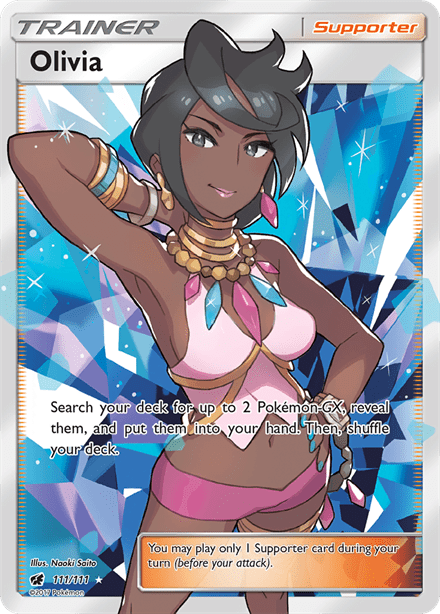 TRAINER
Supporter
Olivia
Search your deck for up to 2 Pokémon-GX, reveal
them, and put them into your hand. Then, shuffle
your deck.
Illus. Naoki Saito
111/111
©2017 Pokémon
You may play only 1 Supporter card during your
turn (before your attack).